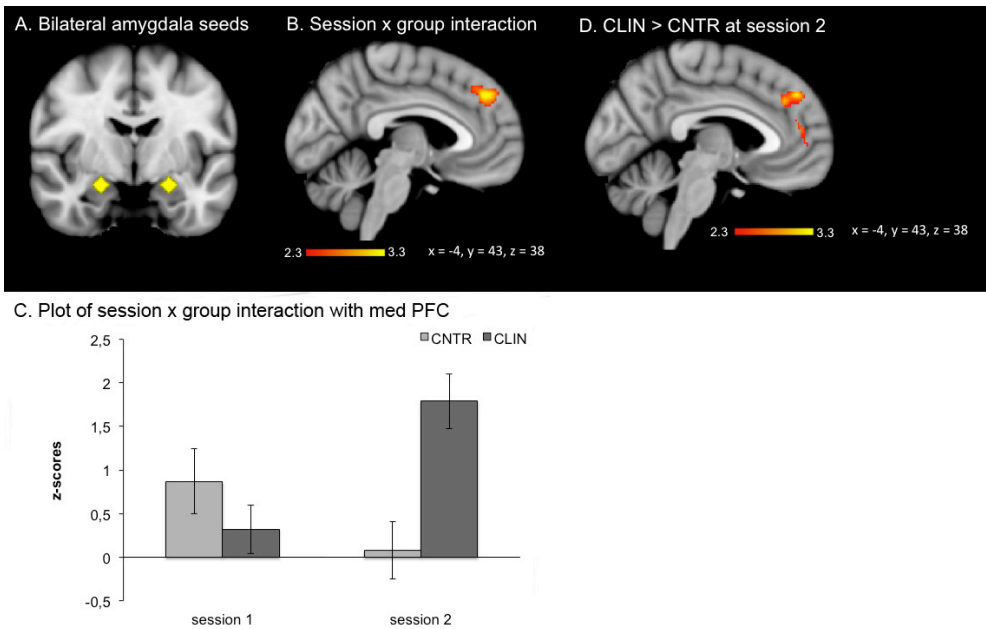 A. Bilateral amygdala seeds
B. Session x group interaction
D. CLIN > CNTR at session 2
2.3 3.3 x = -4, y = 43, z = 38
2.3 3.3 x = -4, y = 43, z = 38
C. Plot of session x group interaction with med PFC
CNTR CLIN
2,5
2
1,5
1
0,5
0
-0,5
z-scores
session 1 session 2